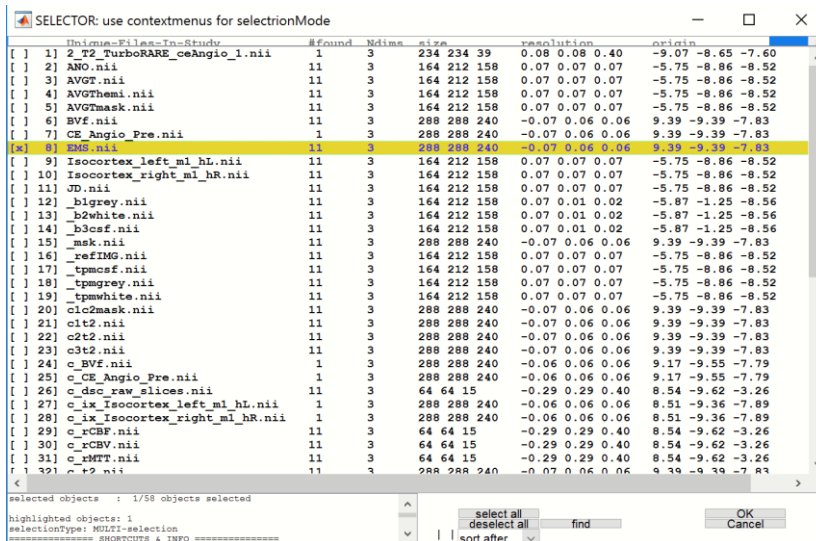 SELECTOR: use contextmenus for selectrionMode
Unique-Files-In-Study #found Ndims size resolution origin
[ ] 1] 2_T2_TurboRARE_ceAngio_1.nii 1 3 234 234 39 0.08 0.08 0.40 -9.07 -8.65 -7.60
[ ] 2] ANO.nii 11 3 164 212 158 0.07 0.07 0.07 -5.75 -8.86 -8.52
[ ] 3] AVGT.nii 11 3 164 212 158 0.07 0.07 0.07 -5.75 -8.86 -8.52
[ ] 4] AVGThemi.nii 11 3 164 212 158 0.07 0.07 0.07 -5.75 -8.86 -8.52
[ ] 5] AVGTmask.nii 11 3 164 212 158 0.07 0.07 0.07 -5.75 -8.86 -8.52
[ ] 6] BVf.nii 11 3 288 288 240 -0.07 0.06 0.06 9.39 -9.39 -7.83
[ ] 7] CE_Angio_Pre.nii 1 3 288 288 240 -0.07 0.06 0.06 9.39 -9.39 -7.83
[x] 8] EMS.nii 11 3 288 288 240 -0.07 0.06 0.06 9.39 -9.39 -7.83
[ ] 9] Isocortex_left_m1_hL.nii 11 3 164 212 158 0.07 0.07 0.07 -5.75 -8.86 -8.52
[ ] 10] Isocortex_right_m1_hR.nii 11 3 164 212 158 0.07 0.07 0.07 -5.75 -8.86 -8.52
[ ] 11] JD.nii 11 3 164 212 158 0.07 0.07 0.07 -5.75 -8.86 -8.52
[ ] 12] _b1grey.nii 11 3 164 212 158 0.07 0.01 0.02 -5.87 -1.25 -8.56
[ ] 13] _b2white.nii 11 3 164 212 158 0.07 0.01 0.02 -5.87 -1.25 -8.56
[ ] 14] _b3csf.nii 11 3 164 212 158 0.07 0.01 0.02 -5.87 -1.25 -8.56
[ ] 15] _msk.nii 11 3 288 288 240 -0.07 0.06 0.06 9.39 -9.39 -7.83
[ ] 16] _refIMG.nii 11 3 164 212 158 0.07 0.07 0.07 -5.75 -8.86 -8.52
[ ] 17] _tpmcsf.nii 11 3 164 212 158 0.07 0.07 0.07 -5.75 -8.86 -8.52
[ ] 18] _tpmgrey.nii 11 3 164 212 158 0.07 0.07 0.07 -5.75 -8.86 -8.52
[ ] 19] _tpmwhite.nii 11 3 164 212 158 0.07 0.07 0.07 -5.75 -8.86 -8.52
[ ] 20] c1c2mask.nii 11 3 288 288 240 -0.07 0.06 0.06 9.39 -9.39 -7.83
[ ] 21] c1t2.nii 11 3 288 288 240 -0.07 0.06 0.06 9.39 -9.39 -7.83
[ ] 22] c2t2.nii 11 3 288 288 240 -0.07 0.06 0.06 9.39 -9.39 -7.83
[ ] 23] c3t2.nii 11 3 288 288 240 -0.07 0.06 0.06 9.39 -9.39 -7.83
[ ] 24] c_BVf.nii 1 3 288 288 240 -0.06 0.06 0.06 9.17 -9.55 -7.79
[ ] 25] c_CE_Angio_Pre.nii 1 3 288 288 240 -0.06 0.06 0.06 9.17 -9.55 -7.79
[ ] 26] c_dsc_raw_slices.nii 11 3 64 64 15 -0.29 0.29 0.40 8.54 -9.62 -3.26
[ ] 27] c_ix_Isocortex_left_m1_hL.nii 1 3 288 288 240 -0.06 0.06 0.06 8.51 -9.36 -7.89
[ ] 28] c_ix_Isocortex_right_m1_hR.nii 1 3 288 288 240 -0.06 0.06 0.06 8.51 -9.36 -7.89
[ ] 29] c_rCBF.nii 11 3 64 64 15 -0.29 0.29 0.40 8.54 -9.62 -3.26
[ ] 30] c_rCBV.nii 11 3 64 64 15 -0.29 0.29 0.40 8.54 -9.62 -3.26
[ ] 31] c_rMTT.nii 11 3 64 64 15 -0.29 0.29 0.40 8.54 -9.62 -3.26
[ ] 32] c_t2.nii 11 3 288 288 240 -0.07 0.06 0.06 9.39 -9.39 -7.83
selected objects : 1/58 objects selected
highlighted objects: 1
selectionType: MULTI-selection
=============== SHORTCUTS & INFO ===============
select all
deselect all
find
sort after
OK
Cancel